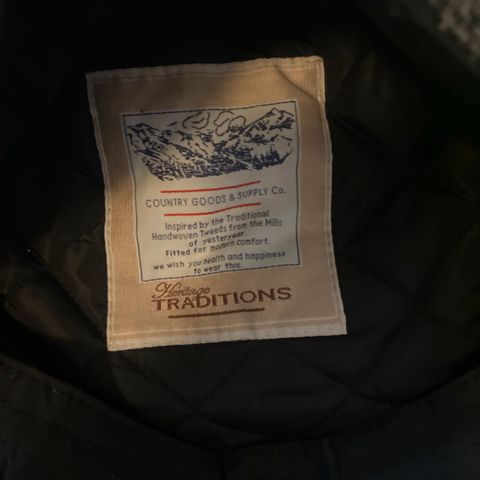 COUNTRY GOODS & SUPPLY Co.
Inspired by the Traditional
Handwoven Tweeds from the Mills
of yesteryear.
Fitted for modern comfort.
we wish you health and happiness
to wear this.
Heritage
TRADITIONS